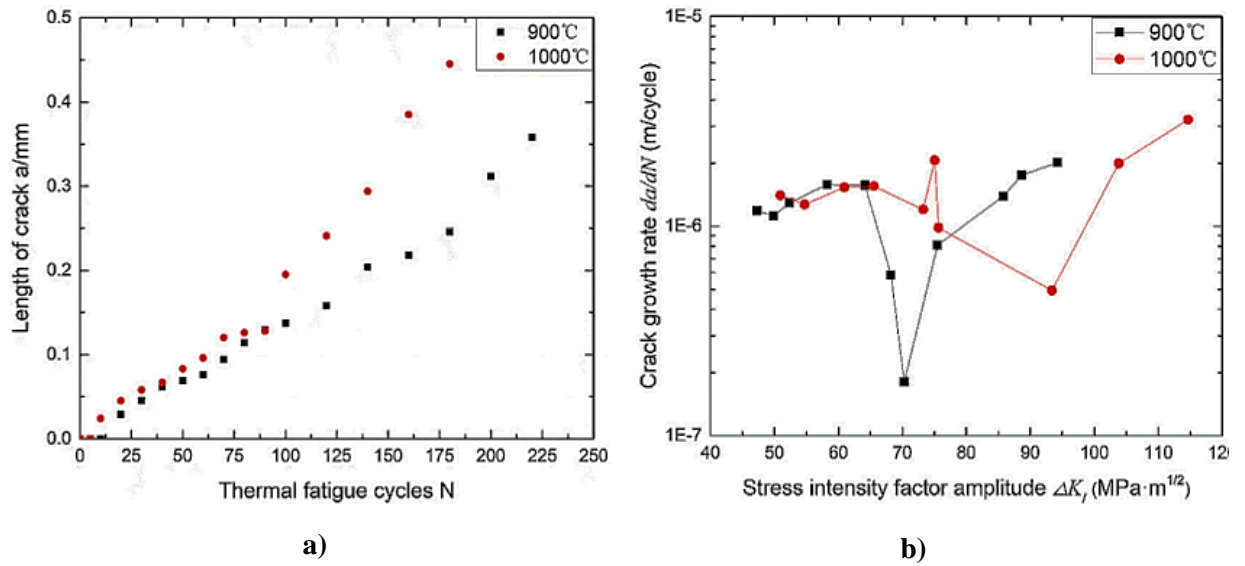 0.5
0.4
0.3
0.2
0.1
0.0
Length of crack a/mm
900℃
1000℃
25 50 75 100 125 150 175 200 225 250
Thermal fatigue cycles N
a)
1E-5
1E-6
1E-7
Crack growth rate da/dN (m/cycle)
900℃
1000℃
40 50 60 70 80 90 100 110 12
Stress intensity factor amplitude ΔK_I (MPa·m^1/2)
b)